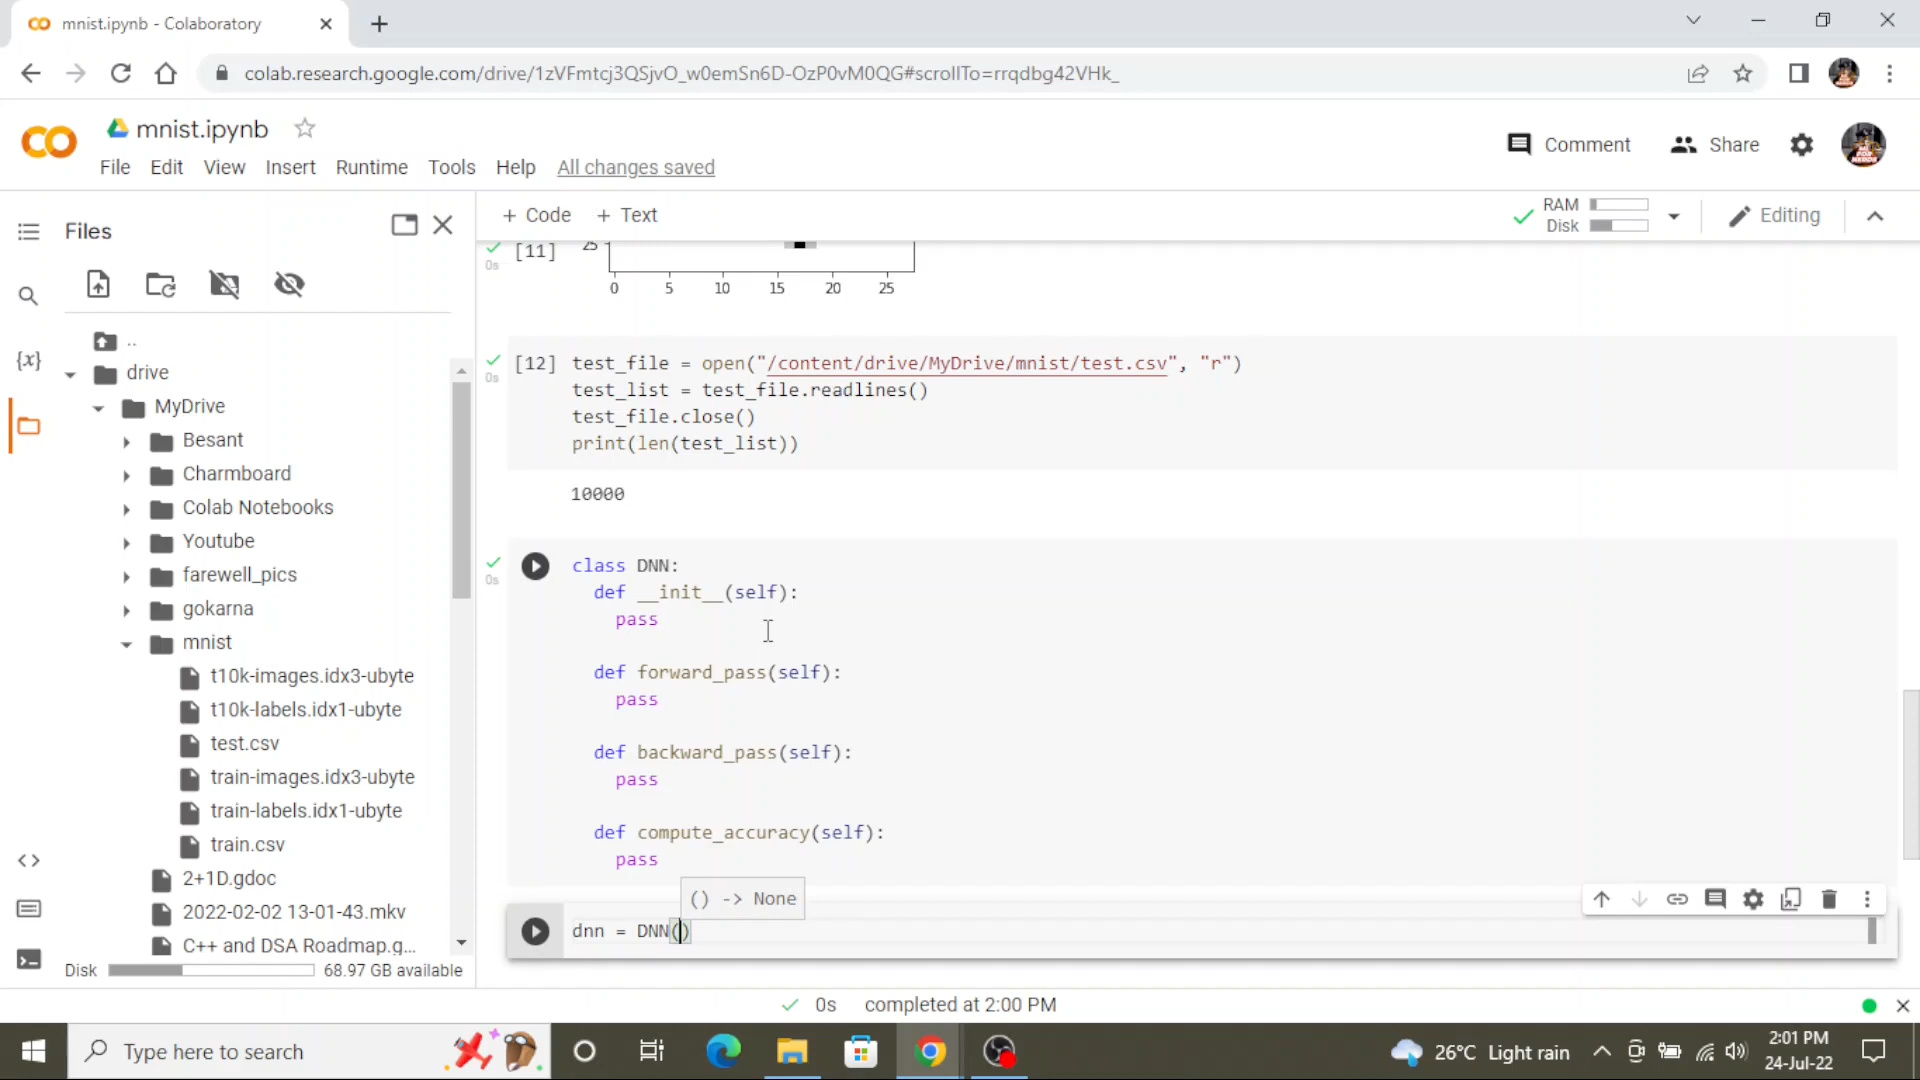 mnist.ipynb - Colaboratory
colab.research.google.com/drive/1zVFmtcj3QSjvO_w0emSn6D-OzP0vM0QG#scrollTo=rrqdbg42VHk_
mnist.ipynb
File Edit View Insert Runtime Tools Help All changes saved
Comment Share
Files
+ Code + Text
RAM
Disk
Editing
[11]
0s
25
0 5 10 15 20 25
..
drive
MyDrive
Besant
Charmboard
Colab Notebooks
Youtube
farewell_pics
gokarna
mnist
t10k-images.idx3-ubyte
t10k-labels.idx1-ubyte
test.csv
train-images.idx3-ubyte
train-labels.idx1-ubyte
train.csv
2+1D.gdoc
2022-02-02 13-01-43.mkv
C++ and DSA Roadmap.g...
Disk 68.97 GB available
[12] test_file = open("/content/drive/MyDrive/mnist/test.csv", "r")
0s
test_list = test_file.readlines()
test_file.close()
print(len(test_list))
10000
class DNN:
0s
def __init__(self):
pass
def forward_pass(self):
pass
def backward_pass(self):
pass
def compute_accuracy(self):
pass
() -> None
dnn = DNN()
0s completed at 2:00 PM
Type here to search
26°C Light rain
2:01 PM
24-Jul-22